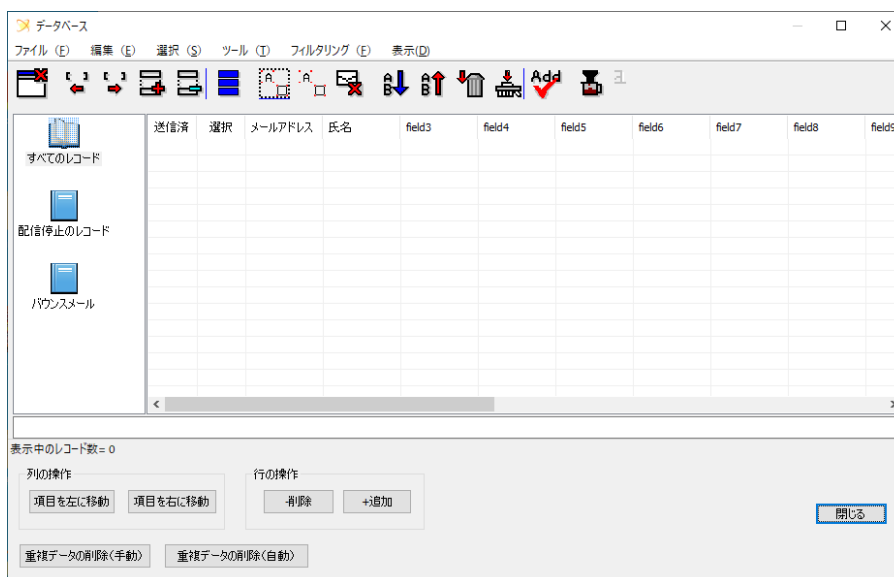 データベース
ファイル (F) 編集 (E) 選択 (S) ツール (T) フィルタリング (F) 表示(D)
A A A B A B Add
送信済 選択 メールアドレス 氏名 field3 field4 field5 field6 field7 field8 field9
すべてのレコード
配信停止のレコード
バウンスメール
表示中のレコード数= 0
列の操作 行の操作
項目を左に移動 項目を右に移動 -削除 +追加
閉じる
重複データの削除(手動) 重複データの削除(自動)